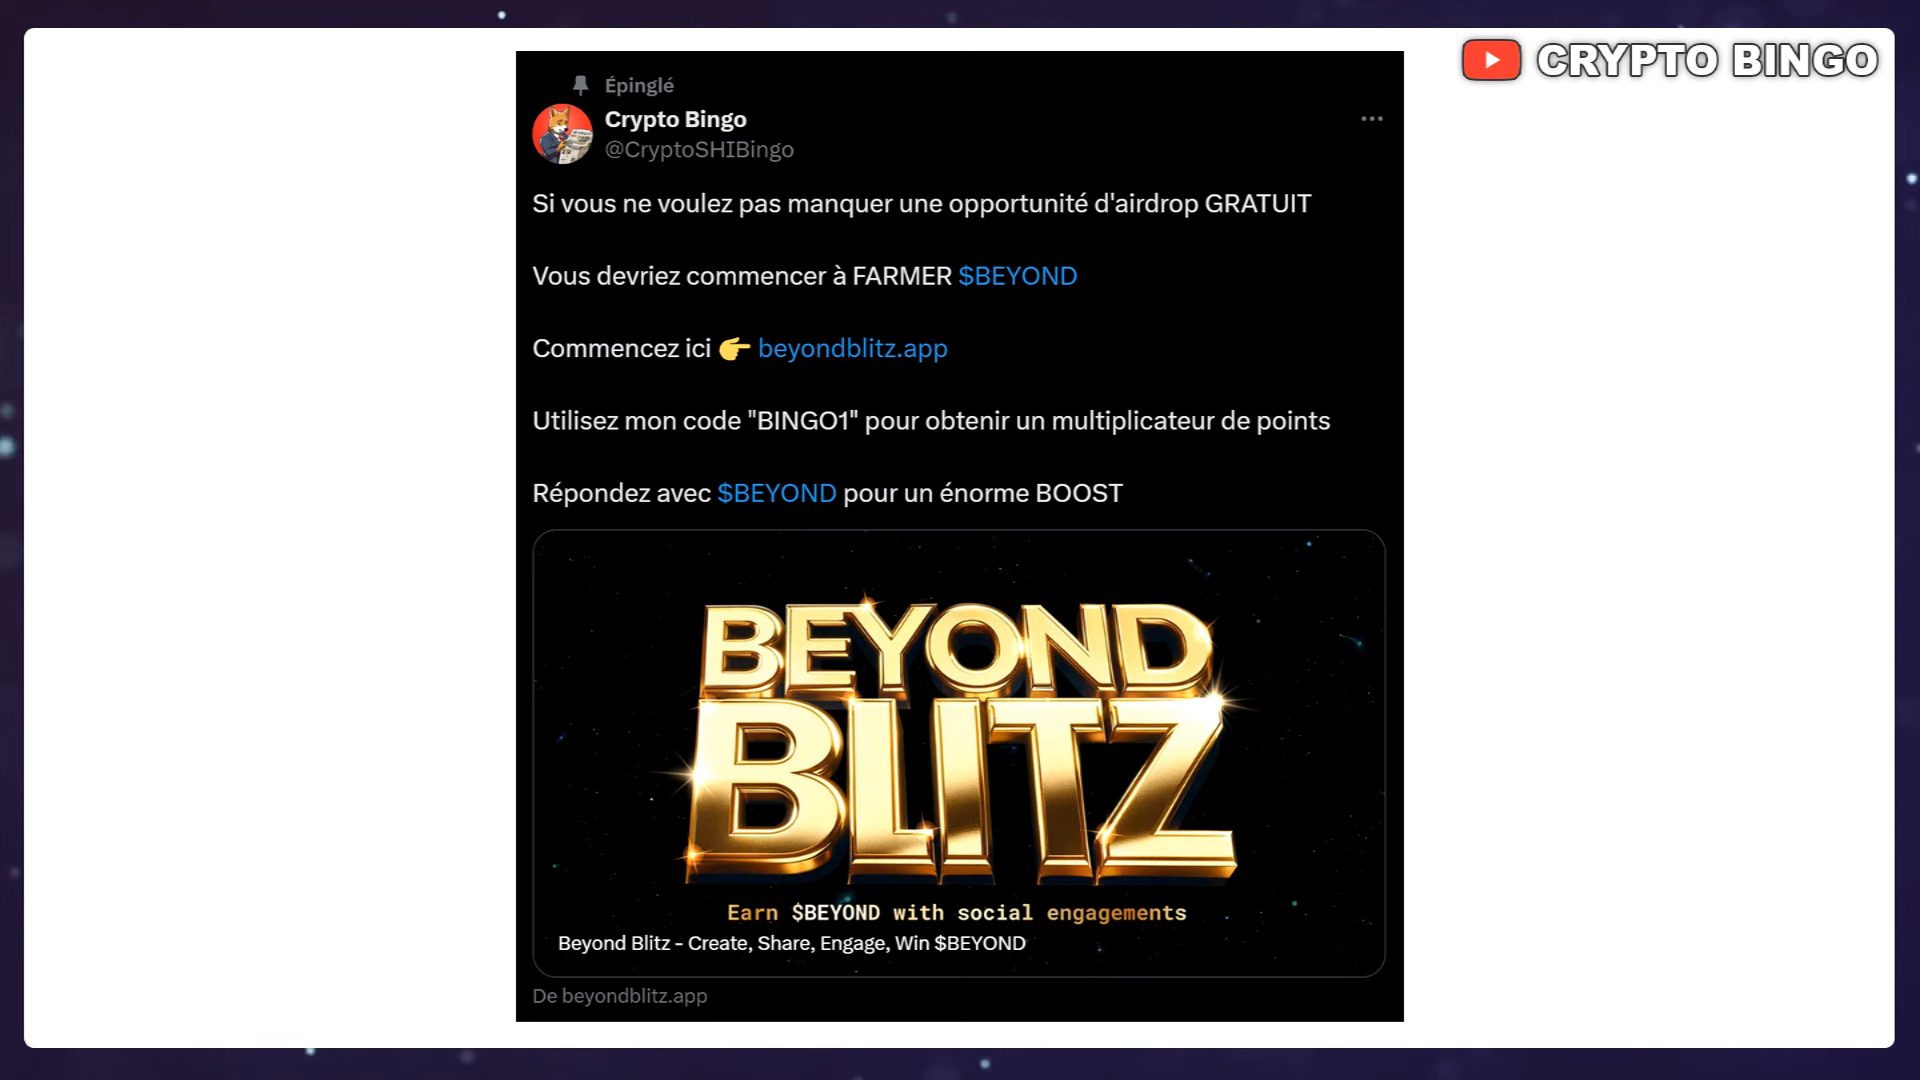 CRYPTO BINGO
Épinglé
Crypto Bingo
@CryptoSHIBingo
Si vous ne voulez pas manquer une opportunité d'airdrop GRATUIT
Vous devriez commencer à FARMER $BEYOND
Commencez ici 👉 beyondblitz.app
Utilisez mon code "BINGO1" pour obtenir un multiplicateur de points
Répondez avec $BEYOND pour un énorme BOOST
BEYOND
BLITZ
Earn $BEYOND with social engagements
Beyond Blitz - Create, Share, Engage, Win $BEYOND
De beyondblitz.app